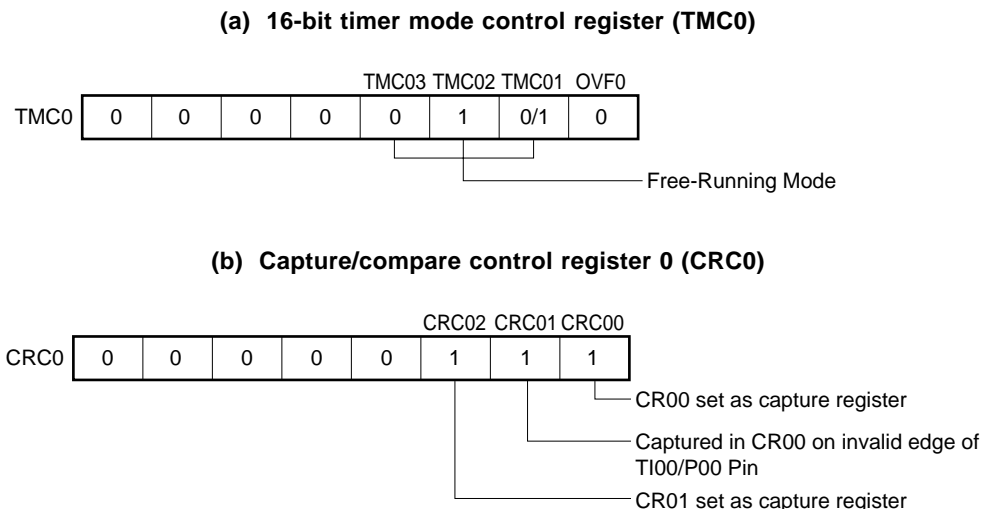 (a) 16-bit timer mode control register (TMC0)
TMC03 TMC02 TMC01 OVF0
TMC0 0 0 0 0 0 1 0/1 0
Free-Running Mode
(b) Capture/compare control register 0 (CRC0)
CRC02 CRC01 CRC00
CRC0 0 0 0 0 0 1 1 1
CR00 set as capture register
Captured in CR00 on invalid edge of
TI00/P00 Pin
CR01 set as capture register